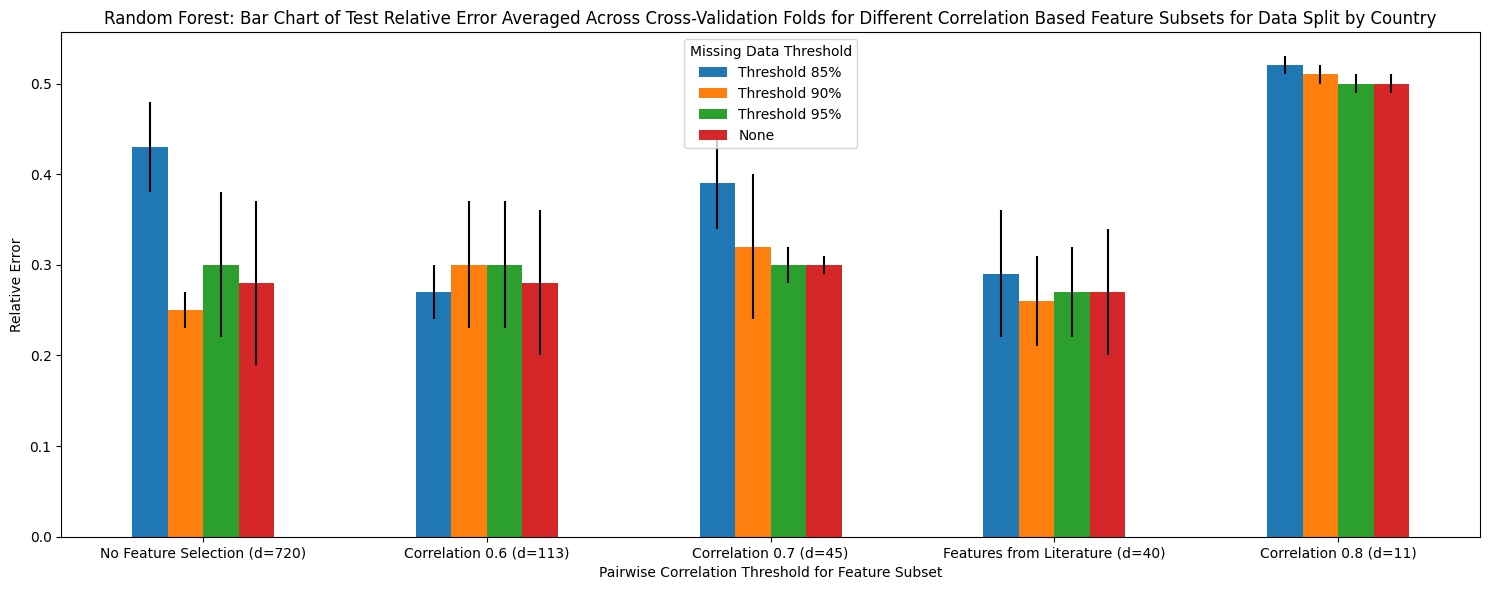 Random Forest: Bar Chart of Test Relative Error Averaged Across Cross-Validation Folds for Different Correlation Based Feature Subsets for Data Split by Country
Missing Data Threshold
Threshold 85%
Threshold 90%
Threshold 95%
None
Relative Error
0.5
0.4
0.3
0.2
0.1
0.0
No Feature Selection (d=720)
Correlation 0.6 (d=113)
Correlation 0.7 (d=45)
Features from Literature (d=40)
Correlation 0.8 (d=11)
Pairwise Correlation Threshold for Feature Subset